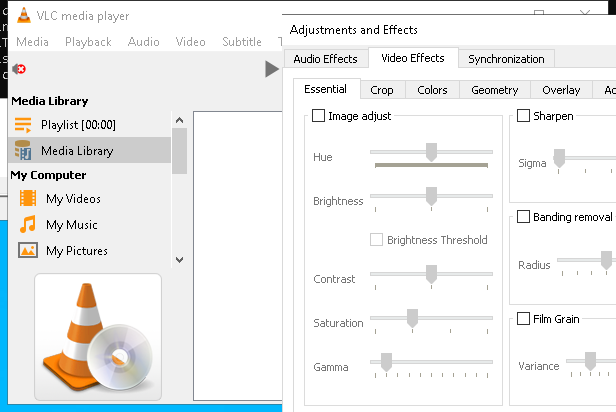 VLC media player
Media Playback Audio Video Subtitle
Media Library
Playlist [00:00]
Media Library
My Computer
My Videos
My Music
My Pictures
Adjustments and Effects
Audio Effects Video Effects Synchronization
Essential Crop Colors Geometry Overlay
Image adjust
Hue
Brightness
Brightness Threshold
Contrast
Saturation
Gamma
Sharpen
Sigma
Banding removal
Radius
Film Grain
Variance